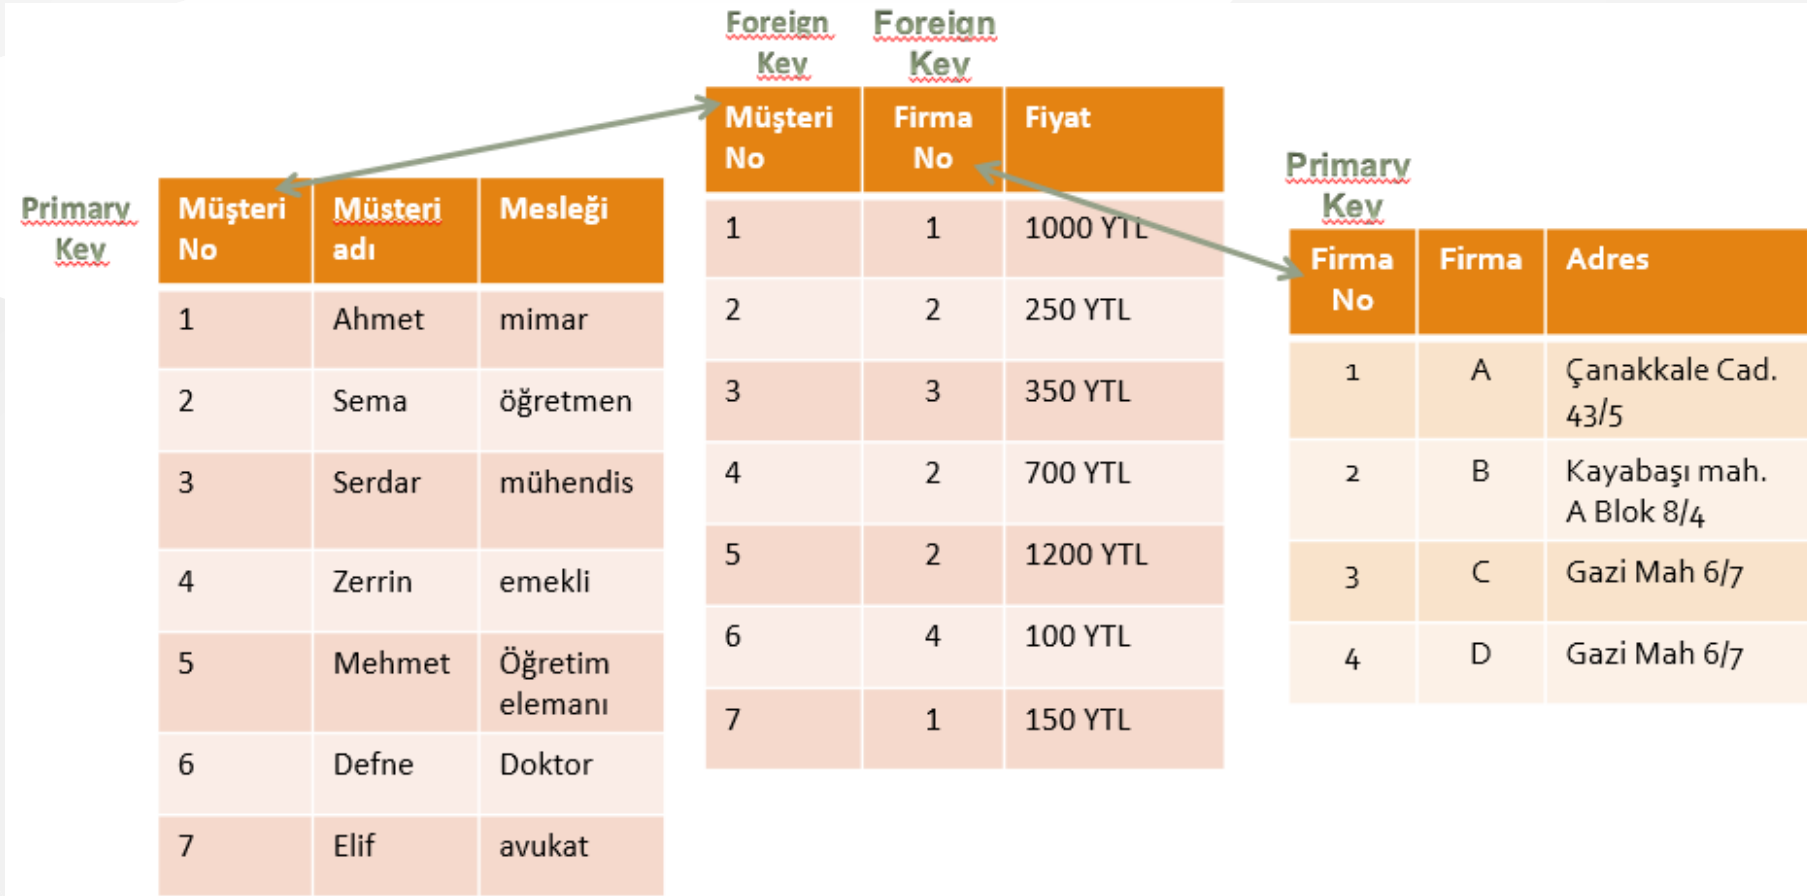 Foreign Key
Foreign Key
Müşteri No Firma No Fiyat
1 1 1000 YTL
2 2 250 YTL
3 3 350 YTL
4 2 700 YTL
5 2 1200 YTL
6 4 100 YTL
7 1 150 YTL
Primary Key
Müşteri No Müsteri adı Mesleği
1 Ahmet mimar
2 Sema öğretmen
3 Serdar mühendis
4 Zerrin emekli
5 Mehmet Öğretim elemanı
6 Defne Doktor
7 Elif avukat
Primary Key
Firma No Firma Adres
1 A Çanakkale Cad. 43/5
2 B Kayabaşı mah. A Blok 8/4
3 C Gazi Mah 6/7
4 D Gazi Mah 6/7